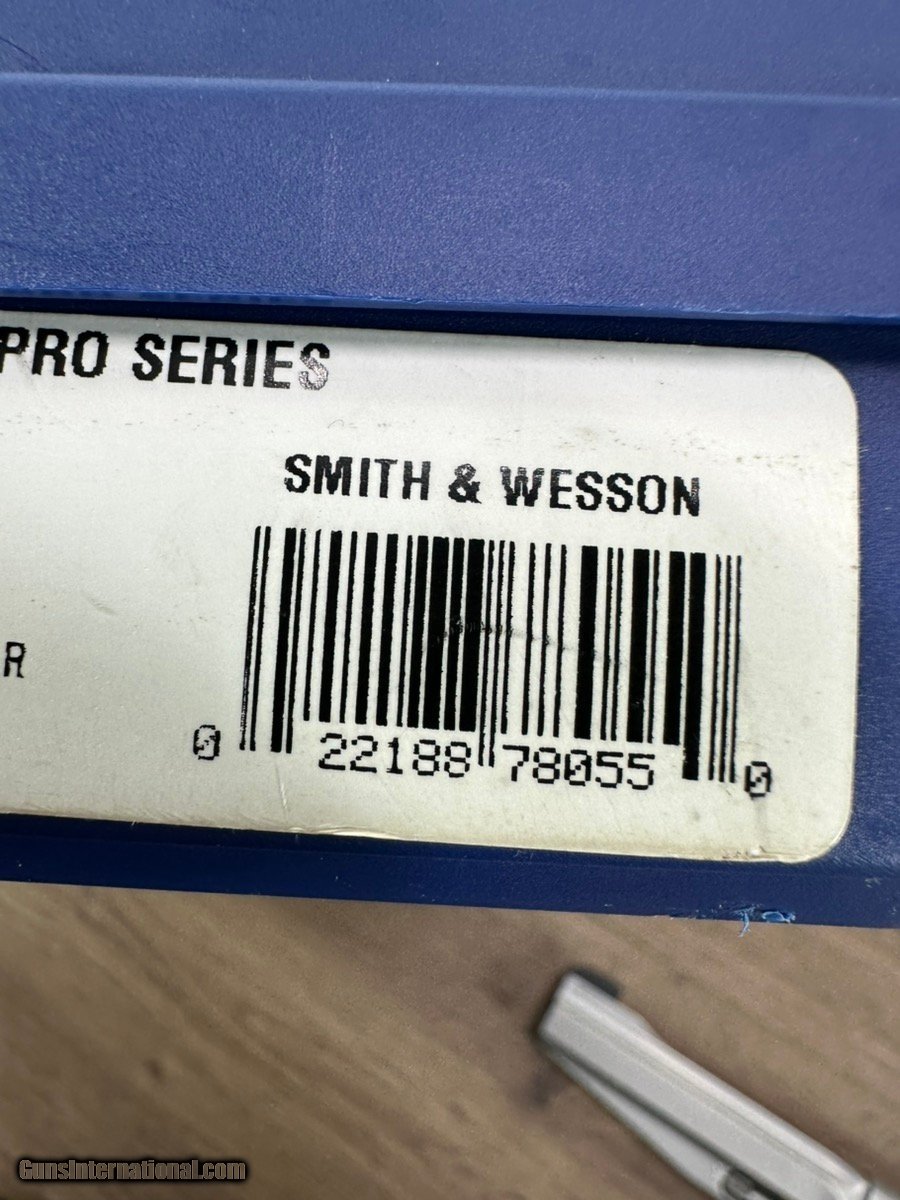 PRO SERIES
SMITH & WESSON
R
0 22188 78055 0
GunsInternational.com